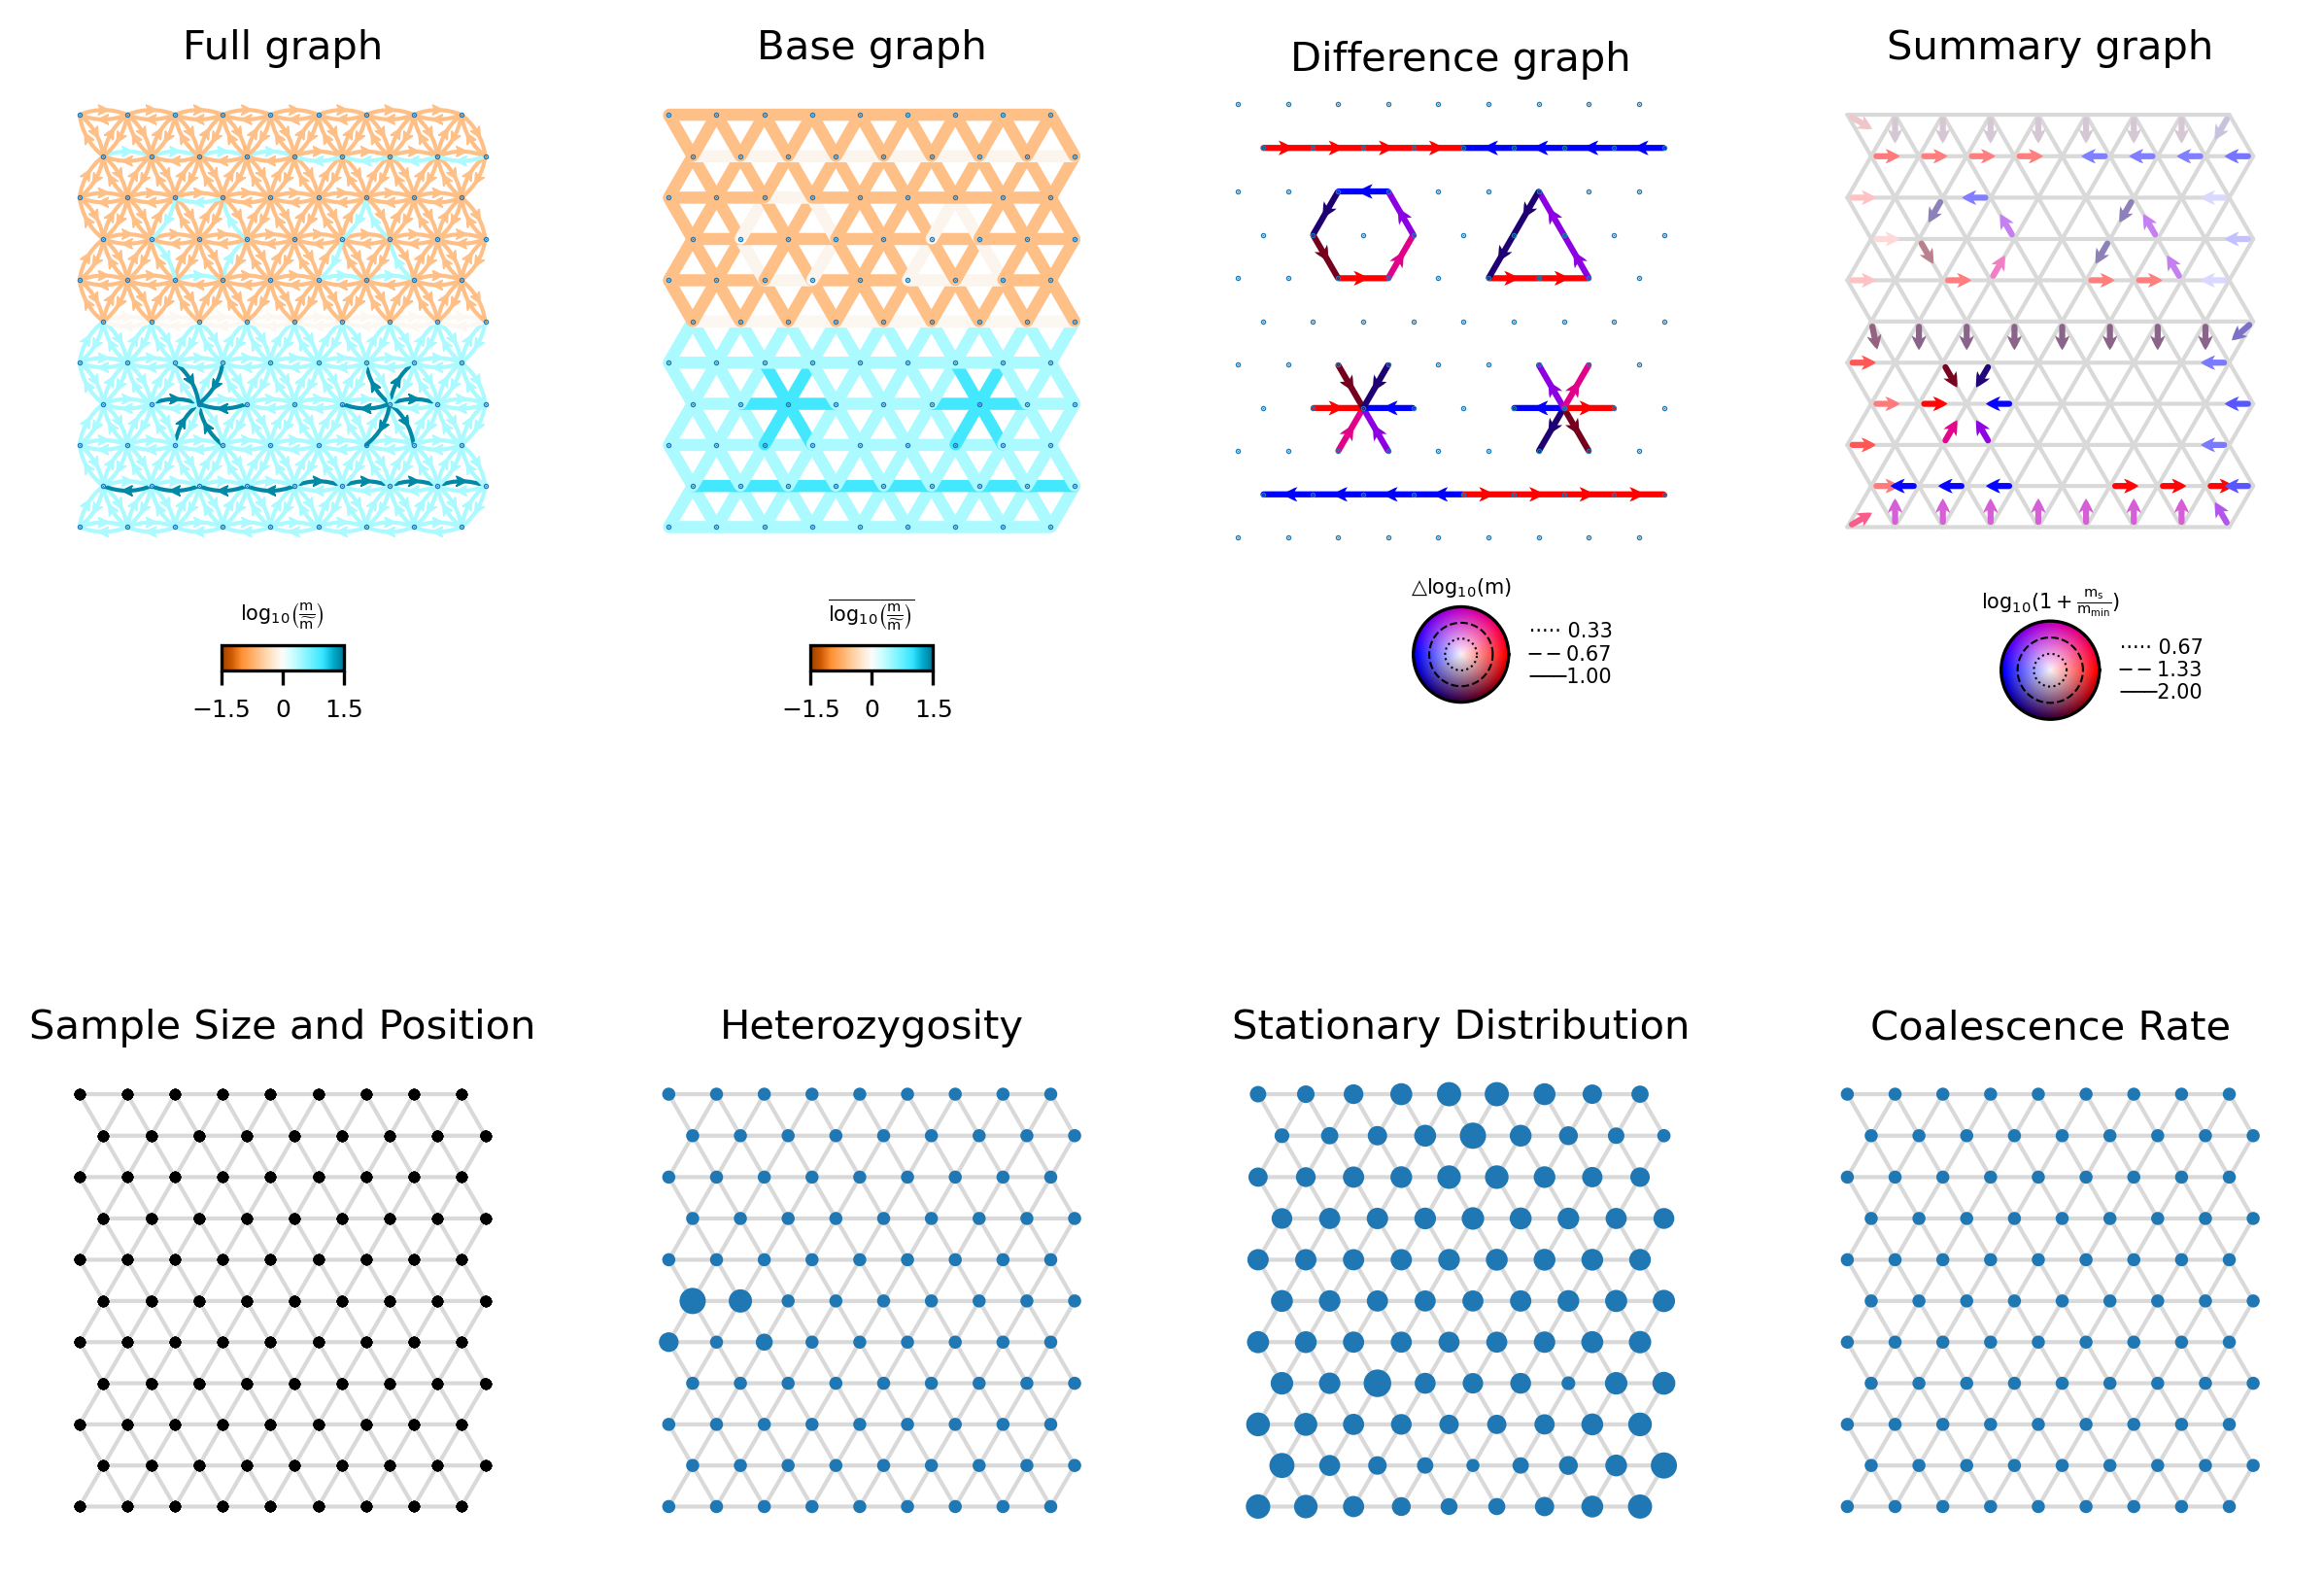 Full graph
Base graph
Difference graph
Summary graph
log₁₀(m/m̃)
−1.5 0 1.5
log₁₀(m/m̃)
−1.5 0 1.5
△log₁₀(m)
0.33
0.67
1.00
log₁₀(1 + mₛ/m_min)
0.67
1.33
2.00
Sample Size and Position
Heterozygosity
Stationary Distribution
Coalescence Rate